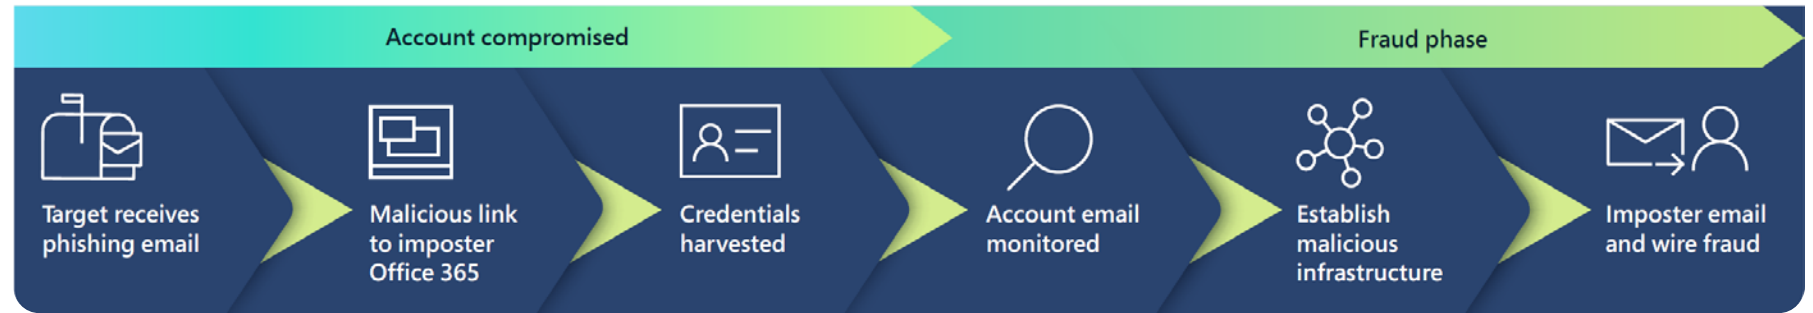 Account compromised
Fraud phase
Target receives
phishing email
Malicious link
to imposter
Office 365
Credentials
harvested
Account email
monitored
Establish
malicious
infrastructure
Imposter email
and wire fraud